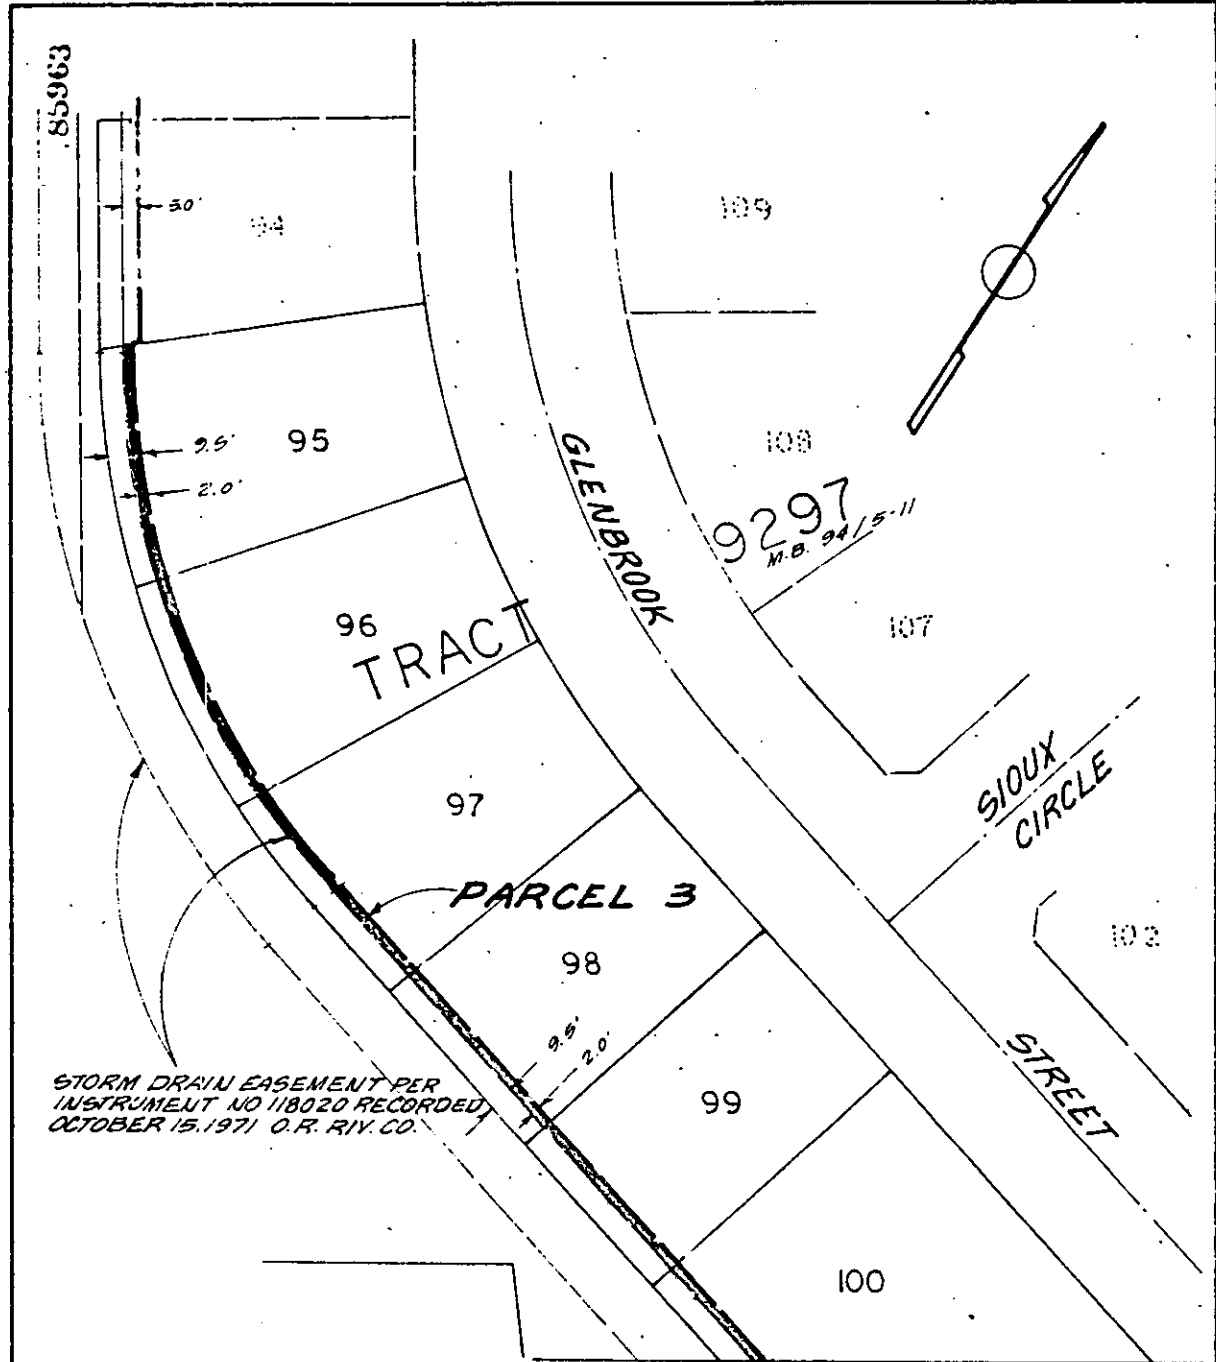 85963
5.0'
94
109
95
9.5'
2.0'
108
GLENBROOK
9297
M.B. 94/5-11
96
TRACT
107
SIOUX
CIRCLE
97
PARCEL 3
98
102
9.5'
2.0'
STREET
99
STORM DRAIN EASEMENT PER
INSTRUMENT NO 118020 RECORDED
OCTOBER 15, 1971 O.R. RIV. CO.
100